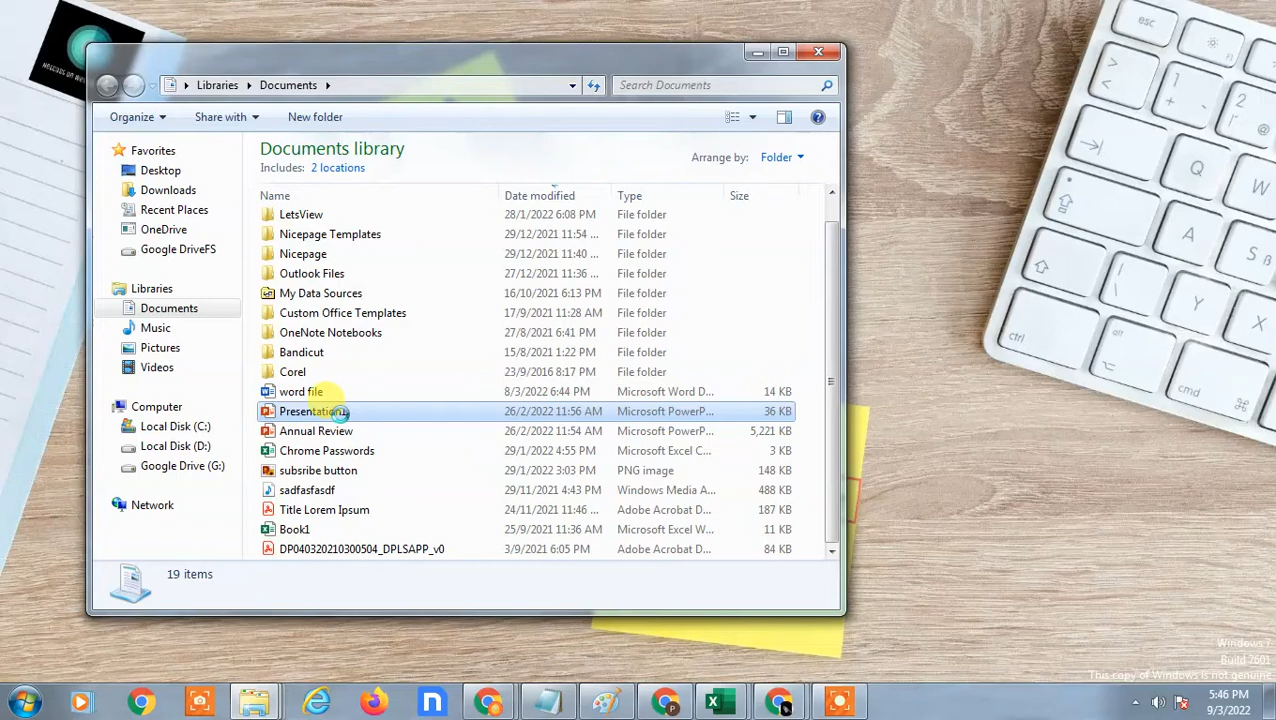 Libraries Documents
Search Documents
Organize Share with New folder
Documents library
Includes: 2 locations
Arrange by: Folder
Name Date modified Type Size
Favorites
Desktop
Downloads
Recent Places
OneDrive
Google DriveFS
Libraries
Documents
Music
Pictures
Videos
Computer
Local Disk (C:)
Local Disk (D:)
Google Drive (G:)
Network
LetsView 28/1/2022 6:08 PM File folder
Nicepage Templates 29/12/2021 11:54 ... File folder
Nicepage 29/12/2021 11:40 ... File folder
Outlook Files 27/12/2021 11:36 ... File folder
My Data Sources 16/10/2021 6:13 PM File folder
Custom Office Templates 17/9/2021 11:28 AM File folder
OneNote Notebooks 27/8/2021 6:41 PM File folder
Bandicut 15/8/2021 1:22 PM File folder
Corel 23/9/2016 8:17 PM File folder
word file 8/3/2022 6:44 PM Microsoft Word D... 14 KB
Presentation 26/2/2022 11:56 AM Microsoft PowerP... 36 KB
Annual Review 26/2/2022 11:54 AM Microsoft PowerP... 5,221 KB
Chrome Passwords 29/1/2022 4:55 PM Microsoft Excel C... 3 KB
subsribe button 29/1/2022 3:03 PM PNG image 148 KB
sadfasfasdf 29/11/2021 4:43 PM Windows Media A... 488 KB
Title Lorem Ipsum 24/11/2021 11:46 ... Adobe Acrobat D... 187 KB
Book1 25/9/2021 11:36 AM Microsoft Excel W... 11 KB
DP040320210300504_DPLSAPP_v0 3/9/2021 6:05 PM Adobe Acrobat D... 84 KB
19 items
esc
Q
W
A
S
Y
X
ctrl
alt
cmd
Windows 7
Build 7601
This copy of Windows is not genuine
5:46 PM
9/3/2022